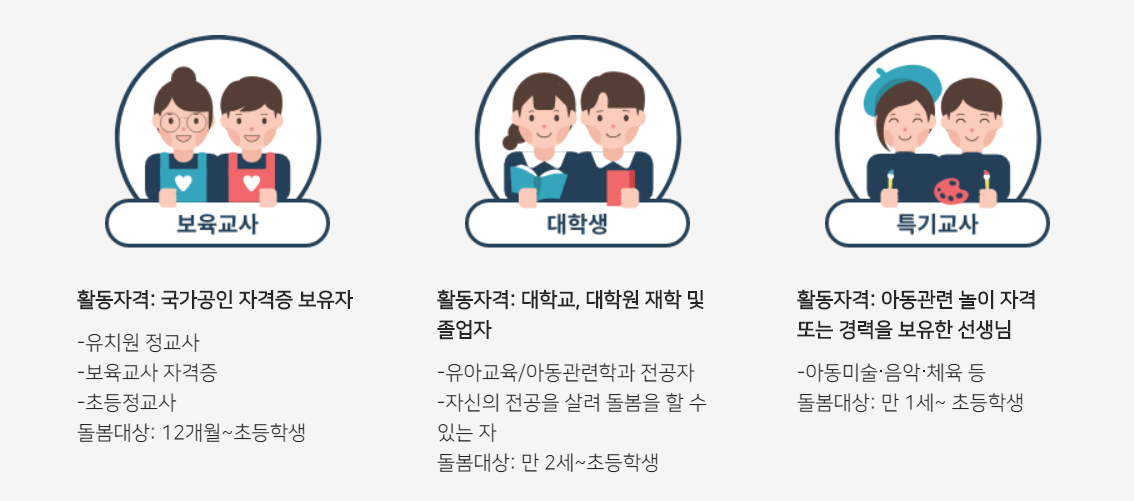 보육교사
활동자격: 국가공인 자격증 보유자
-유치원 정교사
-보육교사 자격증
-초등정교사
돌봄대상: 12개월~초등학생
대학생
활동자격: 대학교, 대학원 재학 및
졸업자
-유아교육/아동관련학과 전공자
-자신의 전공을 살려 돌봄을 할 수
있는 자
돌봄대상: 만 2세~초등학생
특기교사
활동자격: 아동관련 놀이 자격
또는 경력을 보유한 선생님
-아동미술·음악·체육 등
돌봄대상: 만 1세~ 초등학생